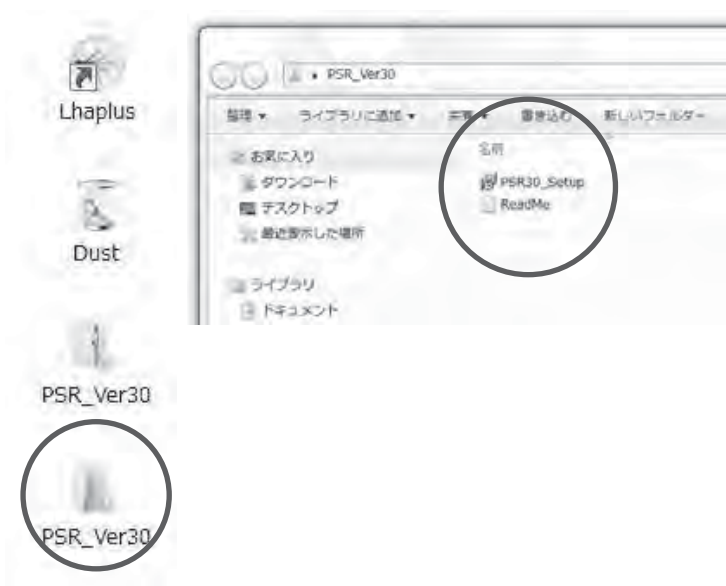 Lhaplus
Dust
PSR_Ver30
PSR_Ver30
PSR_Ver30
整理 ▼ ライブラリに追加 ▼ 共有 ▼ 書き込む 新しいフォルダー
お気に入り
ダウンロード
デスクトップ
最近表示した場所
ライブラリ
ドキュメント
名前
PSR30_Setup
ReadMe